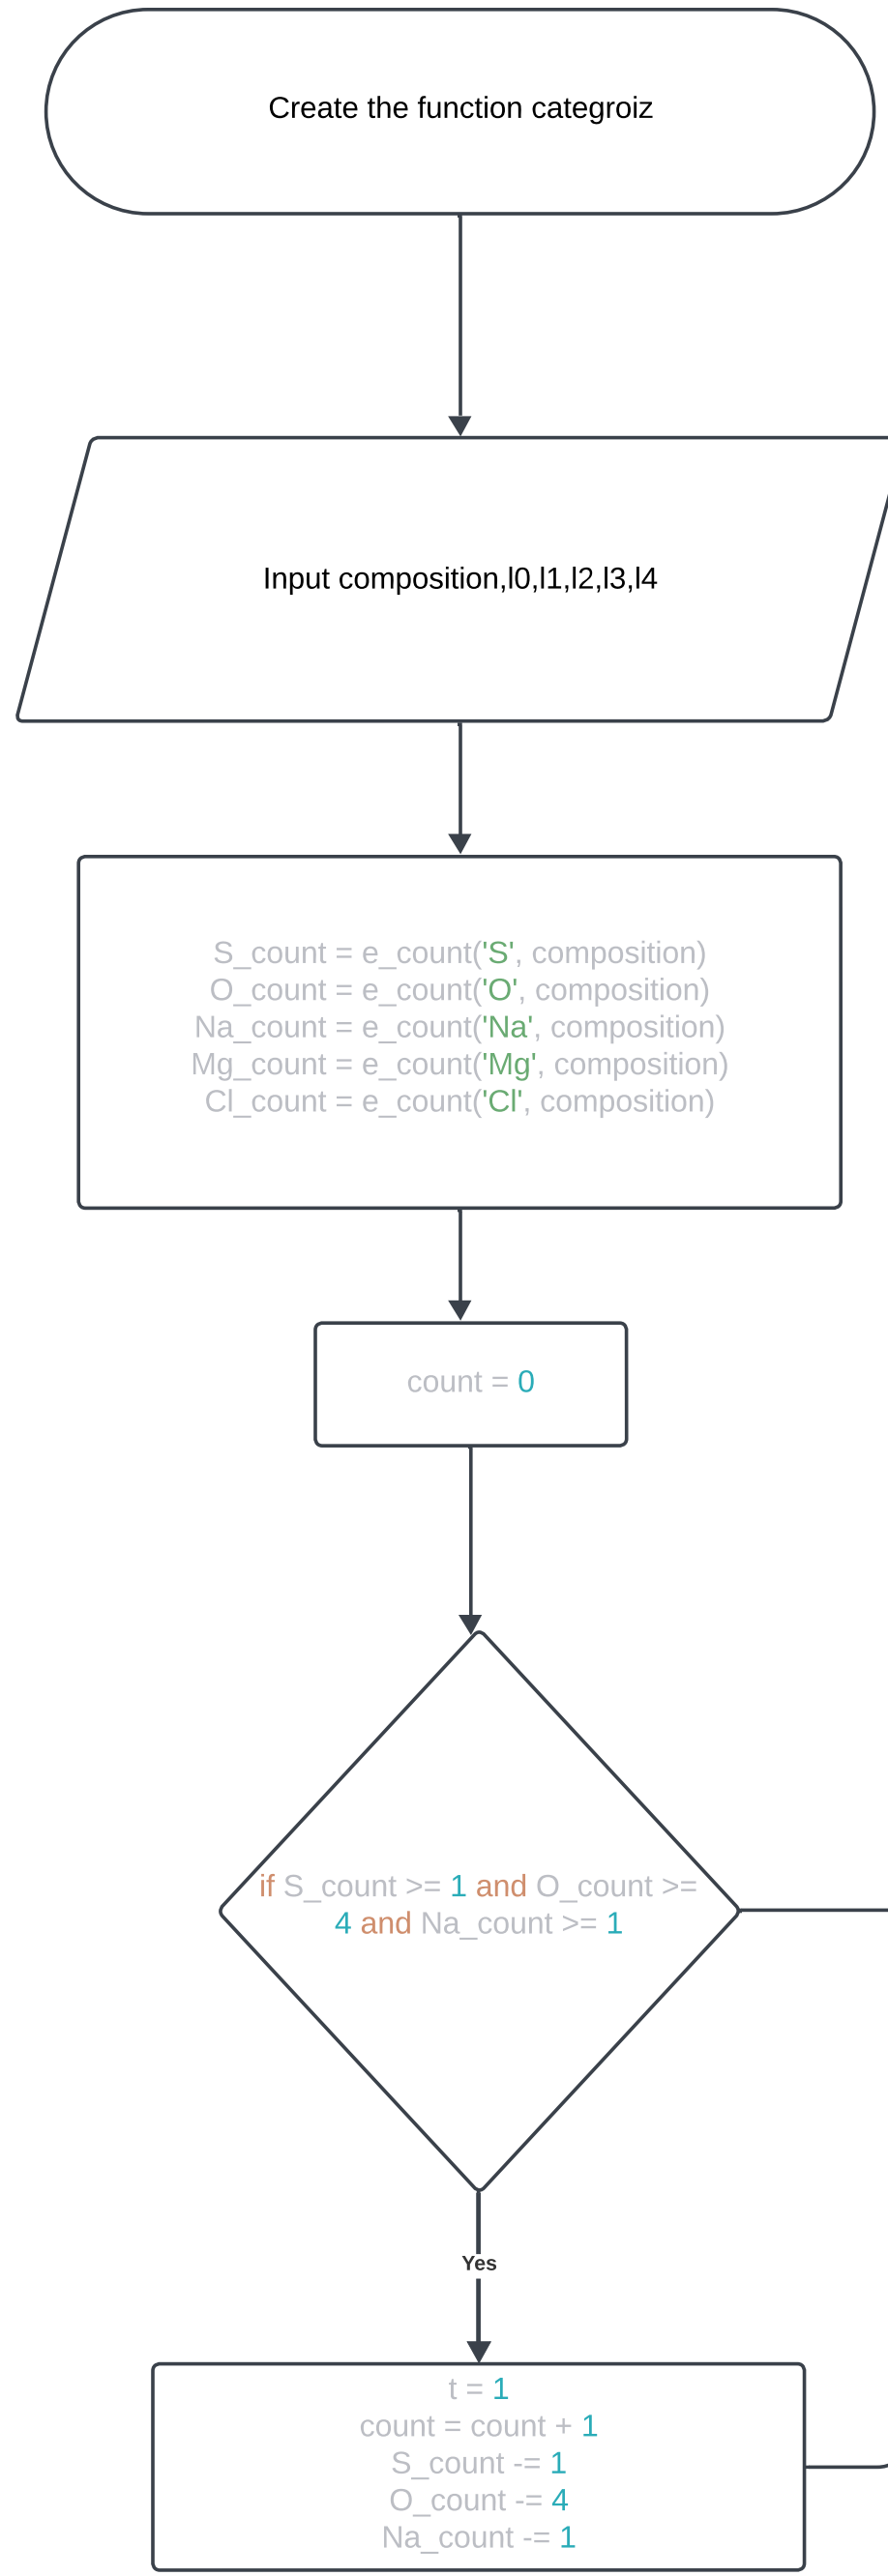 Create the function categroiz
Input composition,l0,l1,l2,l3,l4
S_count = e_count('S', composition)
O_count = e_count('O', composition)
Na_count = e_count('Na', composition)
Mg_count = e_count('Mg', composition)
Cl_count = e_count('Cl', composition)
count = 0
if S_count >= 1 and O_count >=
4 and Na_count >= 1
Yes
t = 1
count = count + 1
S_count -= 1
O_count -= 4
Na_count -= 1